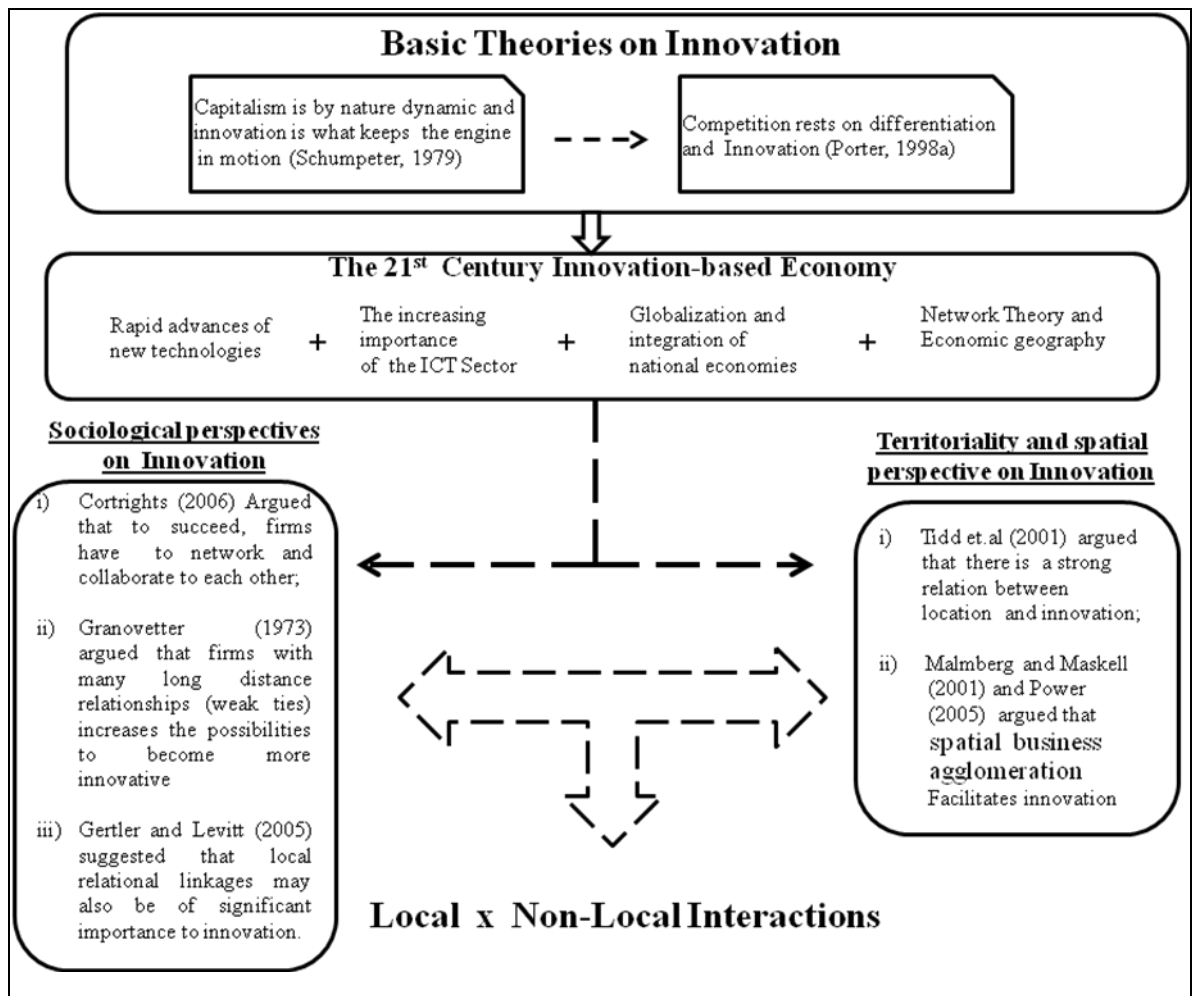 Basic Theories on Innovation
Capitalism is by nature dynamic and
innovation is what keeps the engine
in motion (Schumpeter, 1979)
Competition rests on differentiation
and Innovation (Porter, 1998a)
The 21st Century Innovation-based Economy
Rapid advances of
new technologies
+
The increasing
importance
of the ICT Sector
+
Globalization and
integration of
national economies
+
Network Theory and
Economic geography
Sociological perspectives
on Innovation
i) Cortrights (2006) Argued
that to succeed, firms
have to network and
collaborate to each other;
ii) Granovetter (1973)
argued that firms with
many long distance
relationships (weak ties)
increases the possibilities
to become more
innovative
iii) Gertler and Levitt (2005)
suggested that local
relational linkages may
also be of significant
importance to innovation.
Territoriality and spatial
perspective on Innovation
i) Tidd et.al (2001) argued
that there is a strong
relation between
location and innovation;
ii) Malmberg and Maskell
(2001) and Power
(2005) argued that
spatial business
agglomeration
Facilitates innovation
Local x Non-Local Interactions